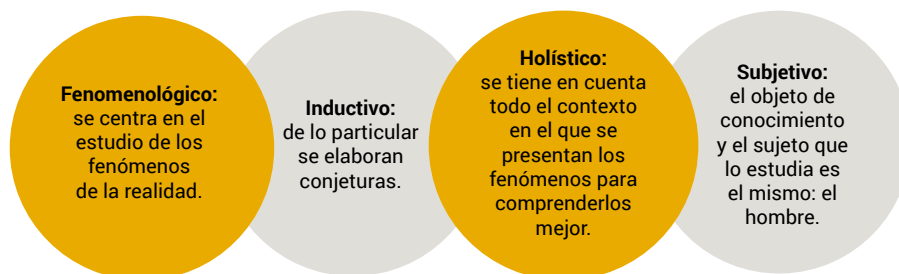 Fenomenológico:
se centra en el
estudio de los
fenómenos
de la realidad.
Inductivo:
de lo particular
se elaboran
conjeturas.
Holístico:
se tiene en cuenta
todo el contexto
en el que se
presentan los
fenómenos para
comprenderlos
mejor.
Subjetivo:
el objeto de
conocimiento
y el sujeto que
lo estudia es
el mismo: el
hombre.